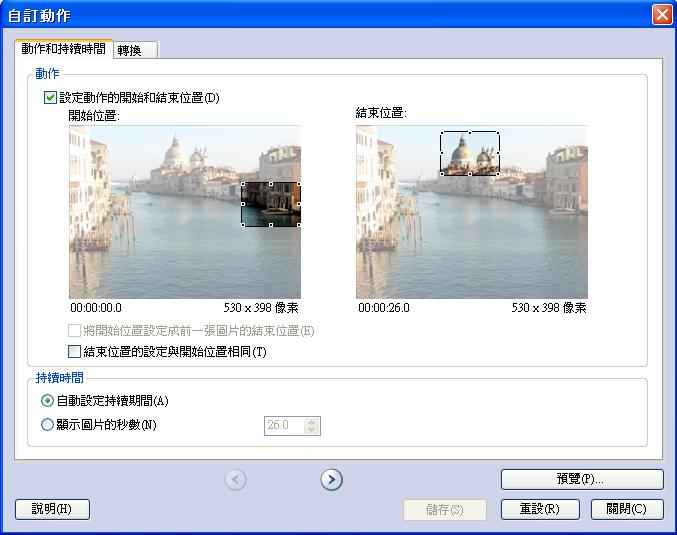 自訂動作
動作和持續時間 轉換
動作
設定動作的開始和結束位置(D)
開始位置: 結束位置:
00:00:00.0 530 x 398 像素 00:00:26.0 530 x 398 像素
將開始位置設定成前一張圖片的結束位置(E)
結束位置的設定與開始位置相同(T)
持續時間
自動設定持續期間(A)
顯示圖片的秒數(N) 26.0
預覽(P)...
說明(H) 儲存(S) 重設(R) 關閉(C)